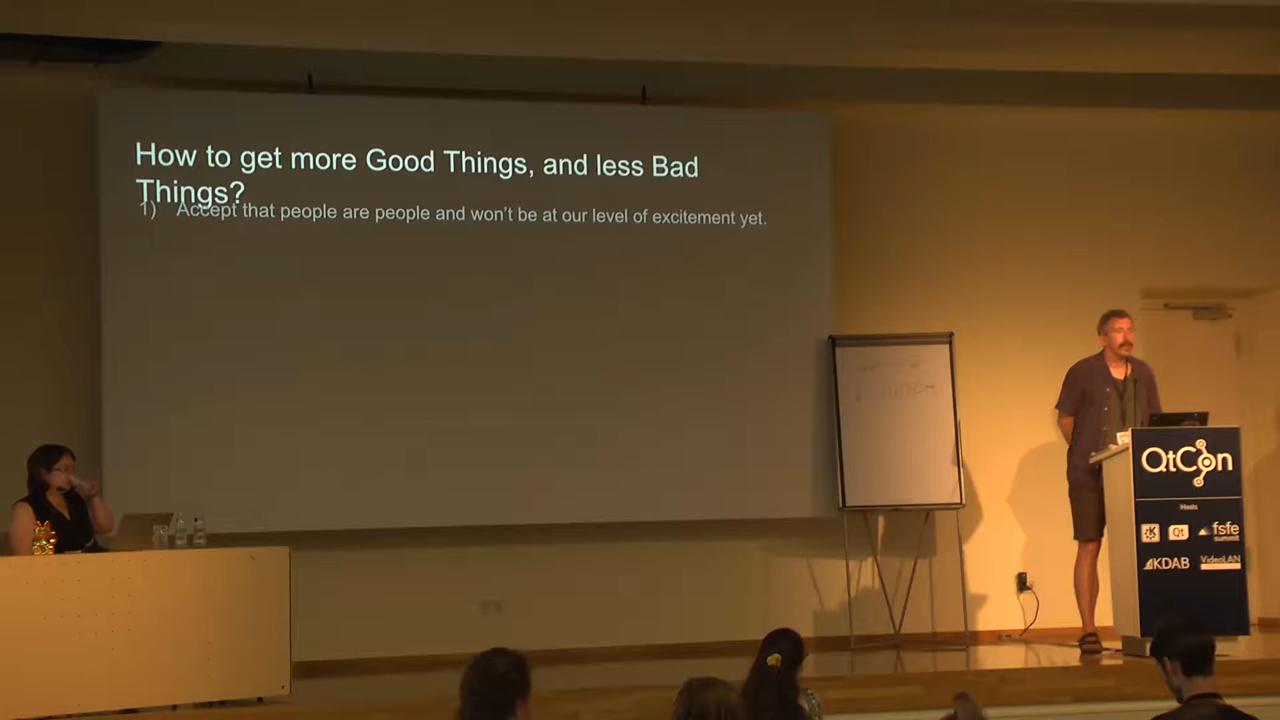 How to get more Good Things, and less Bad
Things?
1) Accept that people are people and won't be at our level of excitement yet.
QtCon
Hosts
Qt
fsfe
summit
KDAB
VideoLAN